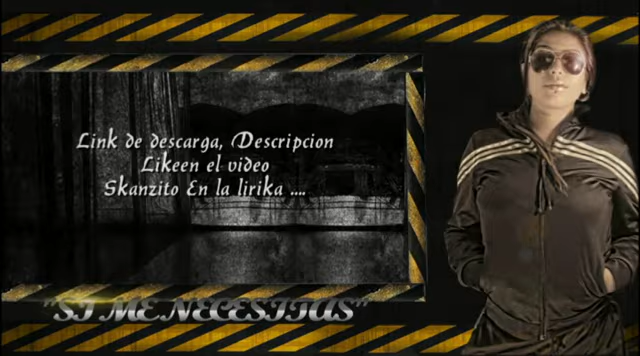 Link de descarga, Descripcion
Likeen el video
Skanzito En la lirika ....
"SI ME NECESITAS"